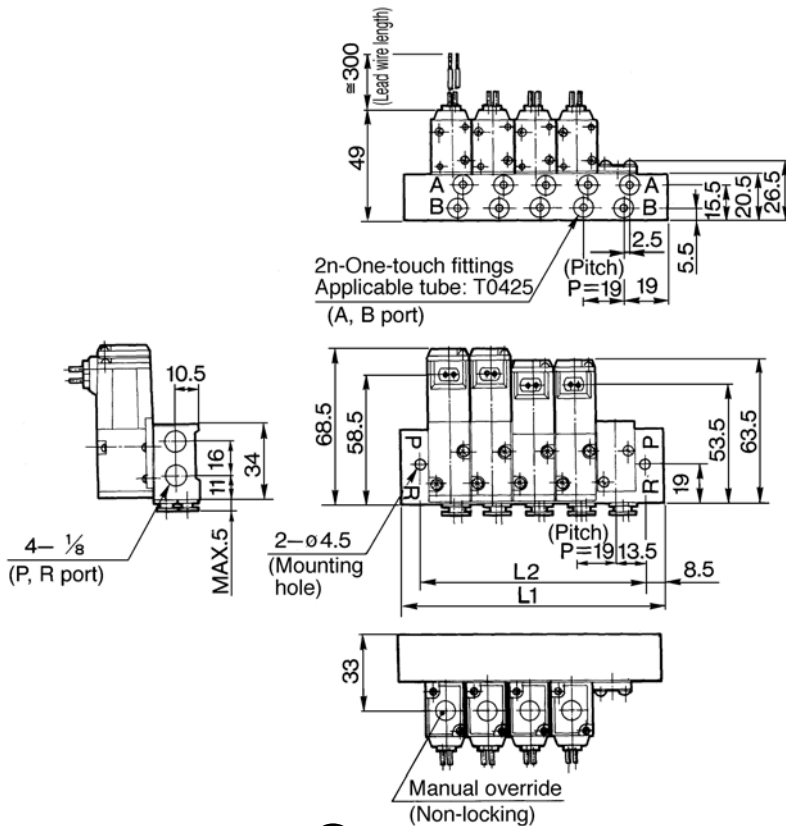 ≅300
(Lead wire length)
49
A
A
B
B
15.5
20.5
26.5
5.5
2.5
2n-One-touch fittings
Applicable tube: T0425
(A, B port)
(Pitch)
P=19
19
10.5
16
11
34
MAX.5
4– 1/8
(P, R port)
68.5
58.5
P
R
P
R
19
53.5
63.5
2–ø4.5
(Mounting
hole)
(Pitch)
P=19
13.5
L2
8.5
L1
33
Manual override
(Non-locking)